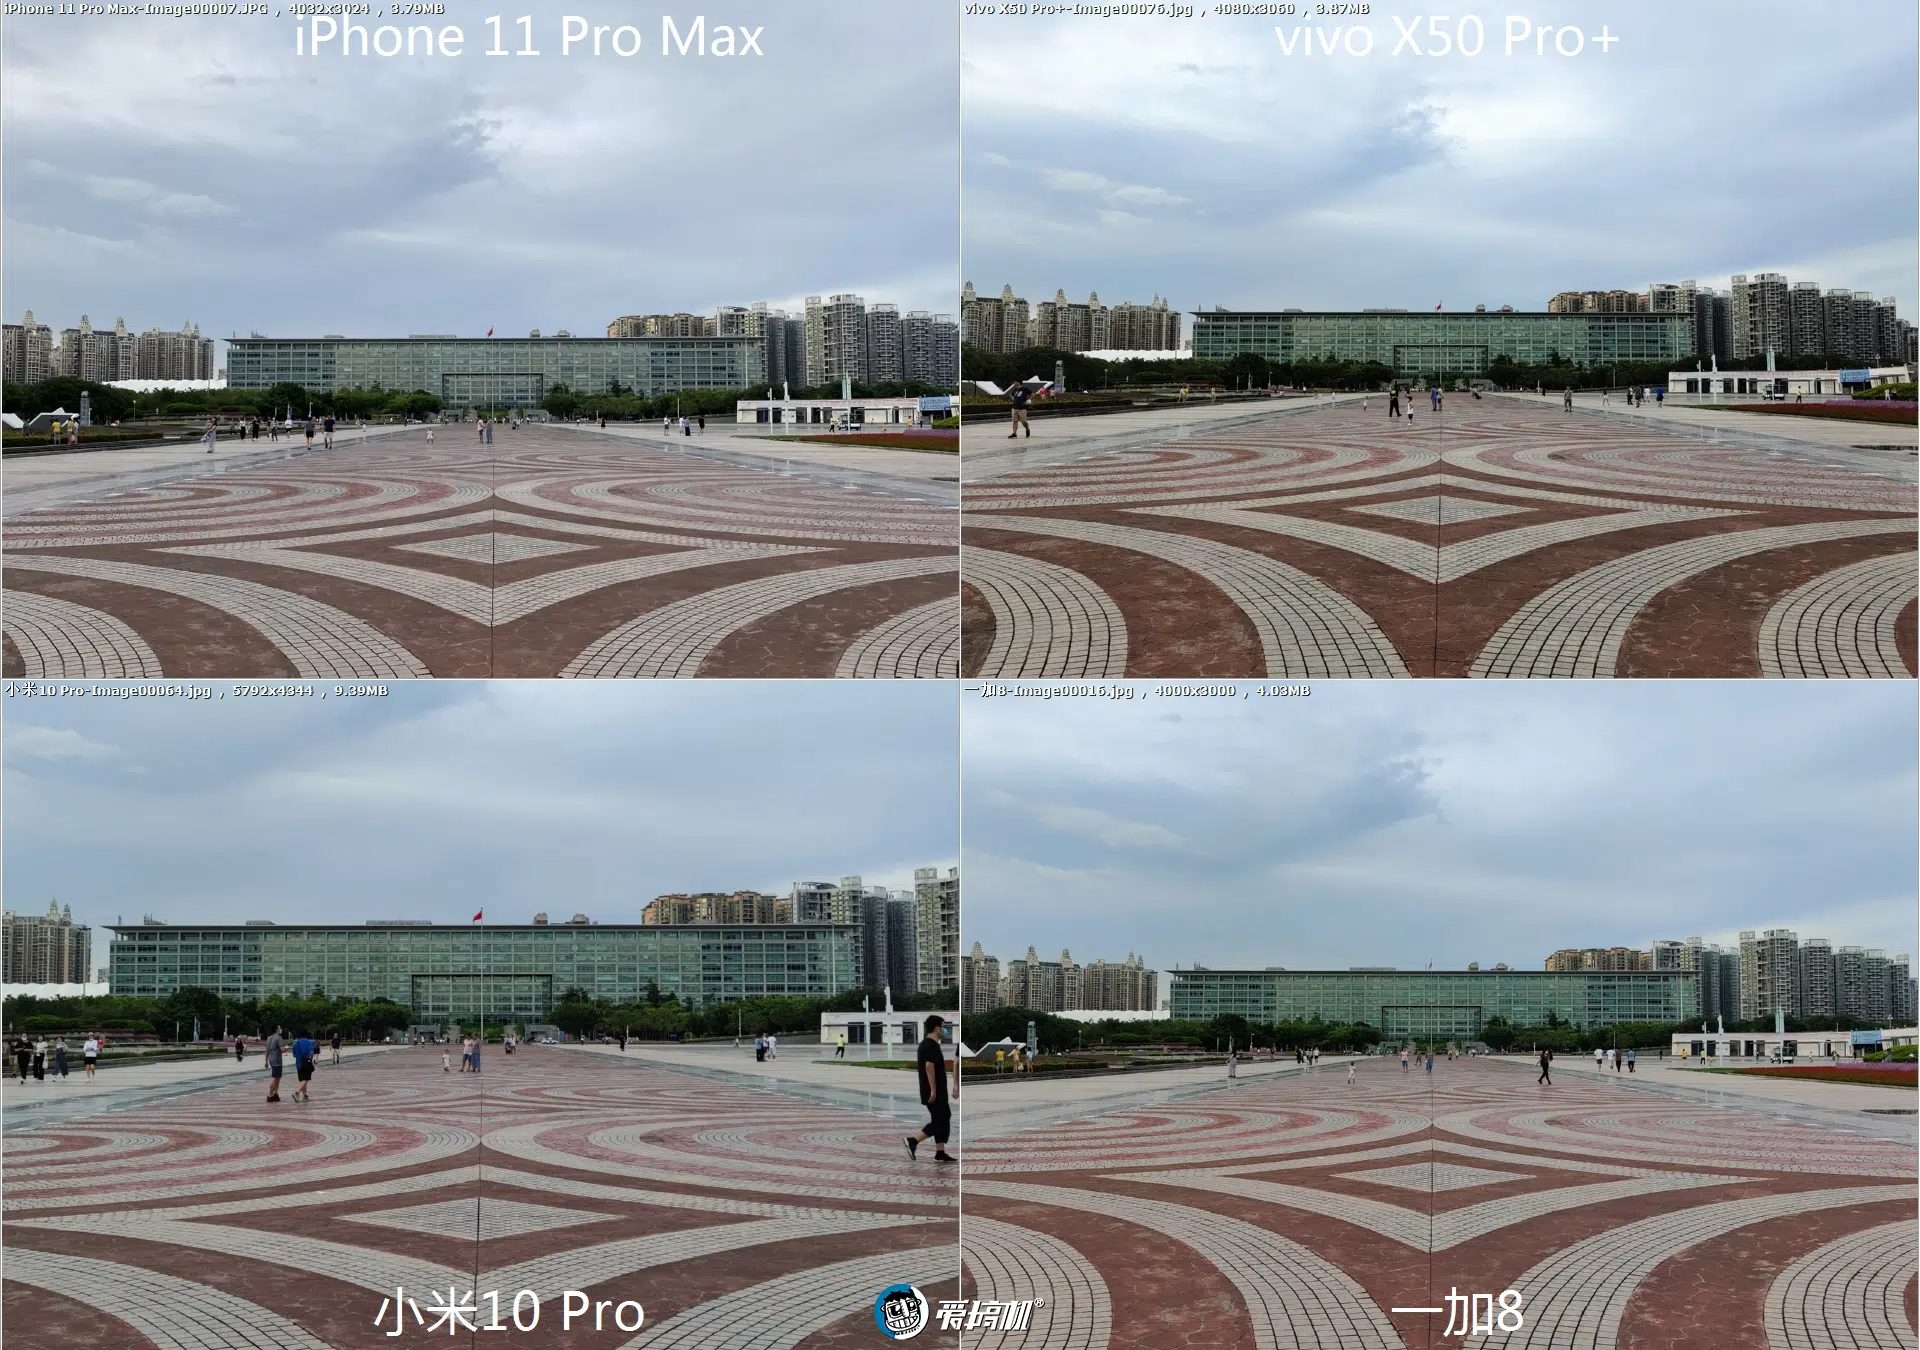 iPhone 11 Pro Max-Image00007.JPG , 4032x3024 , 3.79MB
iPhone 11 Pro Max
vivo X50 Pro+-Image00076.jpg , 4080x3060 , 3.87MB
vivo X50 Pro+
小米10 Pro-Image00064.jpg , 5792x4344 , 9.39MB
小米10 Pro
一加8-Image00016.jpg , 4000x3000 , 4.03MB
一加8
爱搞机®